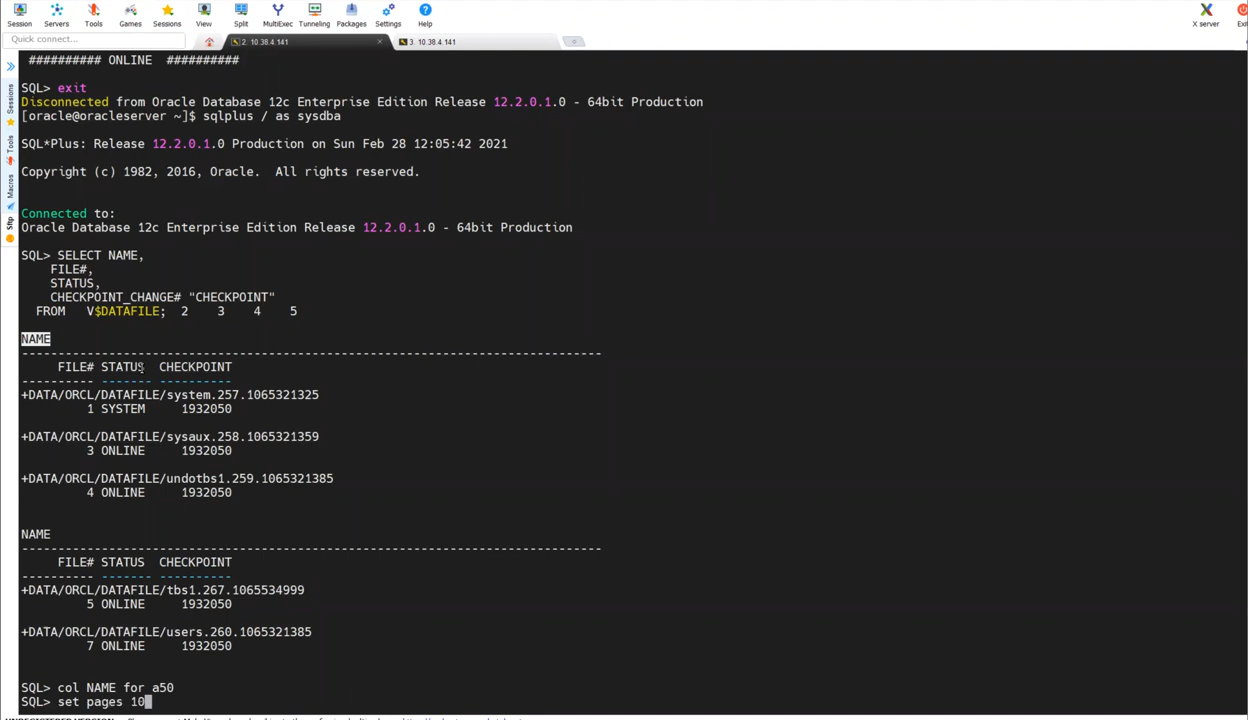 Session Servers Tools Games Sessions View Split MultiExec Tunneling Packages Settings Help X server Exit
Quick connect...
2. 10.38.4.141
3. 10.38.4.141
Sessions
Tools
Macros
Sftp
########## ONLINE ##########
SQL> exit
Disconnected from Oracle Database 12c Enterprise Edition Release 12.2.0.1.0 - 64bit Production
[oracle@oracleserver ~]$ sqlplus / as sysdba
SQL*Plus: Release 12.2.0.1.0 Production on Sun Feb 28 12:05:42 2021
Copyright (c) 1982, 2016, Oracle. All rights reserved.
Connected to:
Oracle Database 12c Enterprise Edition Release 12.2.0.1.0 - 64bit Production
SQL> SELECT NAME,
FILE#,
STATUS,
CHECKPOINT_CHANGE# "CHECKPOINT"
FROM V$DATAFILE; 2 3 4 5
NAME
--------------------------------------------------------------------------------
FILE# STATUS CHECKPOINT
---------- ------- ----------
+DATA/ORCL/DATAFILE/system.257.1065321325
1 SYSTEM 1932050
+DATA/ORCL/DATAFILE/sysaux.258.1065321359
3 ONLINE 1932050
+DATA/ORCL/DATAFILE/undotbs1.259.1065321385
4 ONLINE 1932050
NAME
--------------------------------------------------------------------------------
FILE# STATUS CHECKPOINT
---------- ------- ----------
+DATA/ORCL/DATAFILE/tbs1.267.1065534999
5 ONLINE 1932050
+DATA/ORCL/DATAFILE/users.260.1065321385
7 ONLINE 1932050
SQL> col NAME for a50
SQL> set pages 10